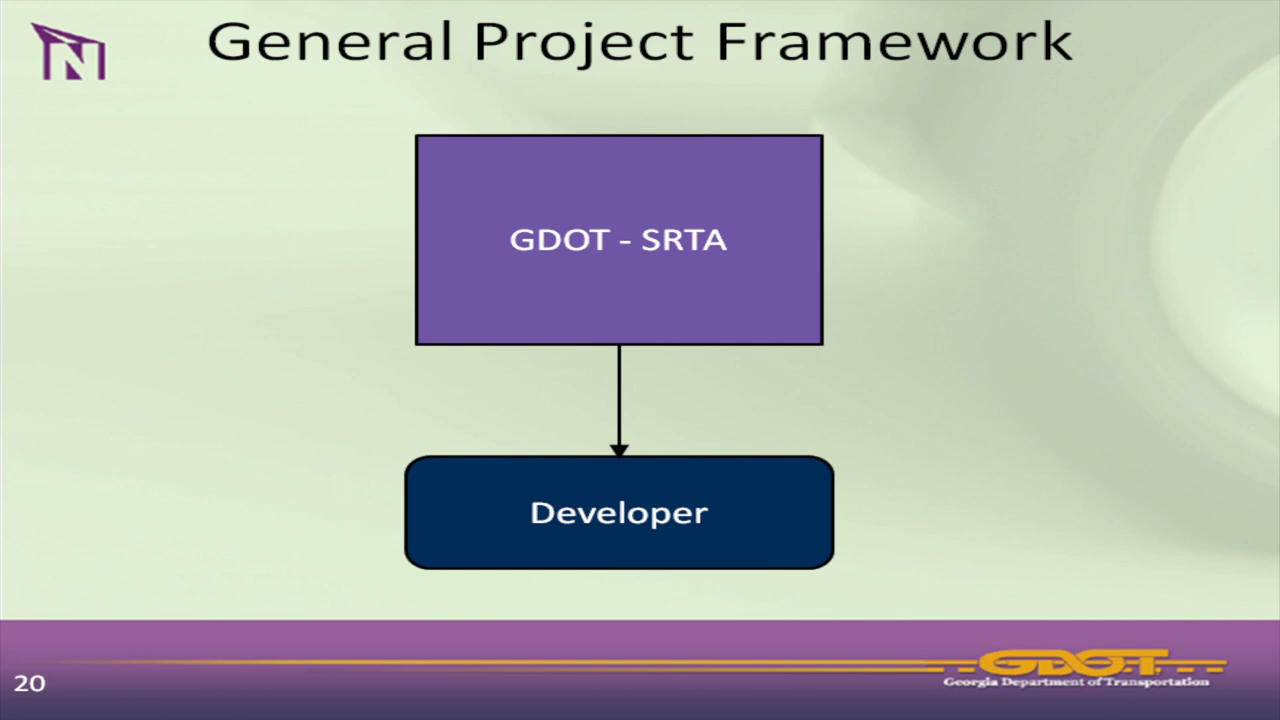 General Project Framework
GDOT - SRTA
Developer
GDOT
Georgia Department of Transportation
20